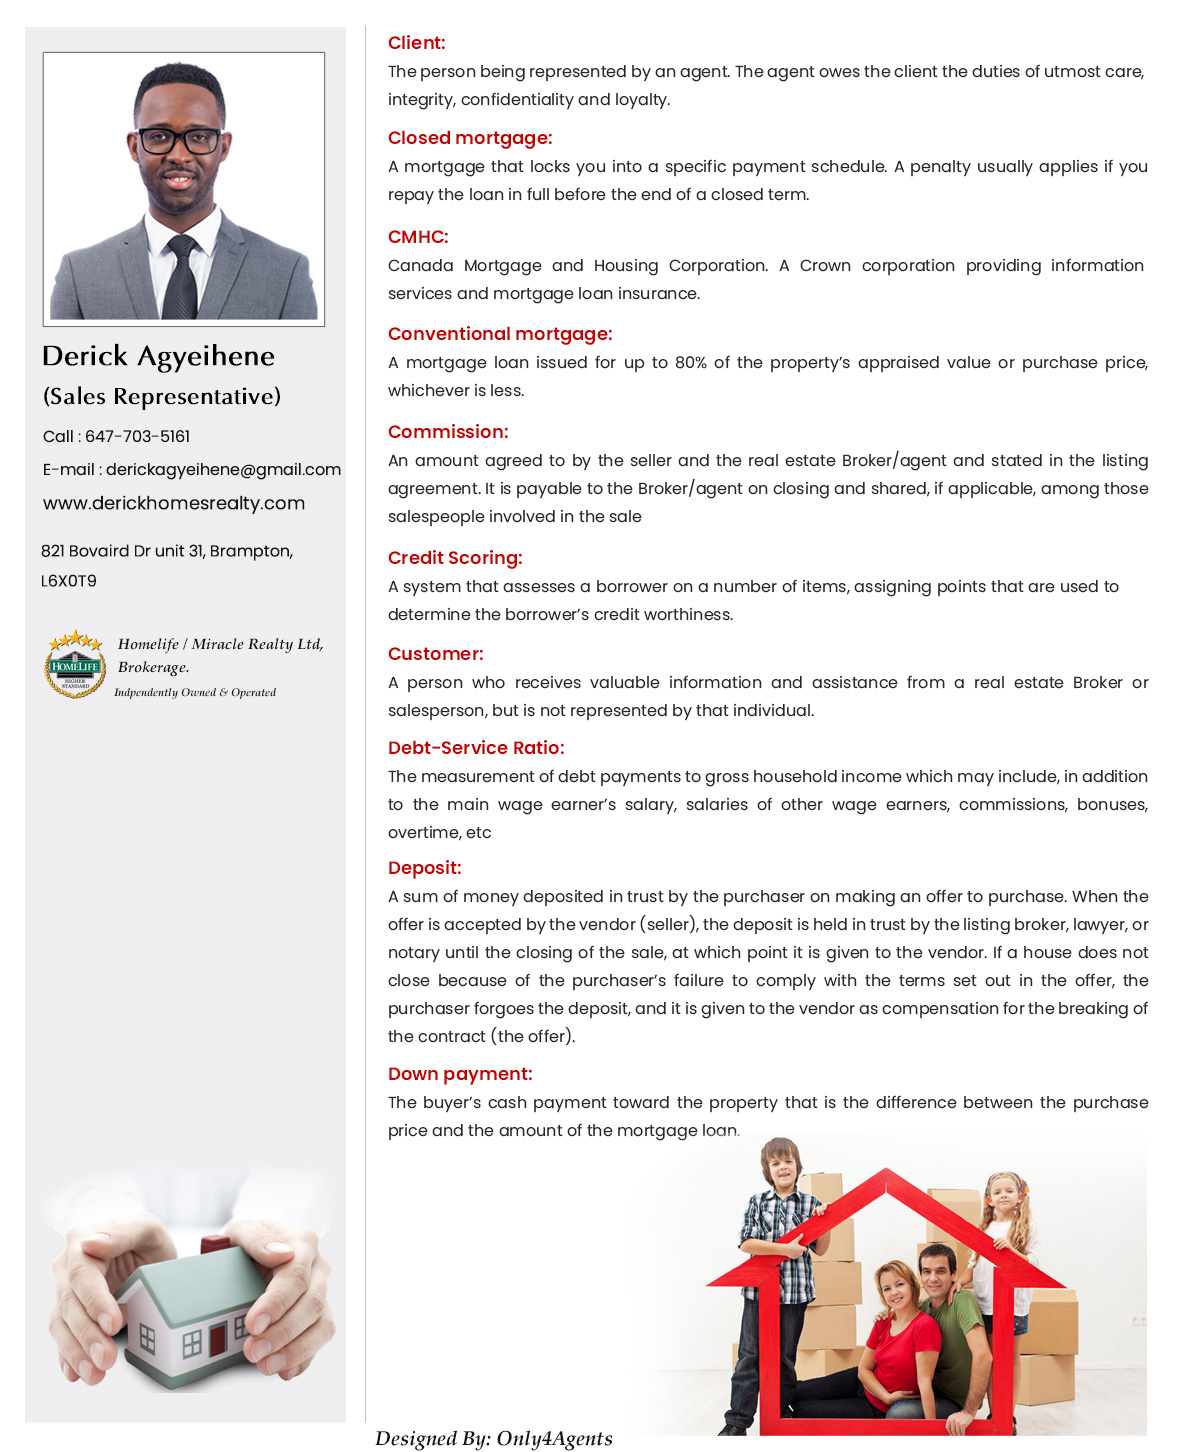 Derick Agyeihene
(Sales Representative)
Call : 647-703-5161
E-mail : derickagyeihene@gmail.com
www.derickhomesrealty.com
821 Bovaird Dr unit 31, Brampton,
L6X0T9
HOMELIFE
HIGHER
STANDARD
Homelife / Miracle Realty Ltd,
Brokerage.
Indpendently Owned & Operated
Client:
The person being represented by an agent. The agent owes the client the duties of utmost care,
integrity, confidentiality and loyalty.
Closed mortgage:
A mortgage that locks you into a specific payment schedule. A penalty usually applies if you
repay the loan in full before the end of a closed term.
CMHC:
Canada Mortgage and Housing Corporation. A Crown corporation providing information
services and mortgage loan insurance.
Conventional mortgage:
A mortgage loan issued for up to 80% of the property’s appraised value or purchase price,
whichever is less.
Commission:
An amount agreed to by the seller and the real estate Broker/agent and stated in the listing
agreement. It is payable to the Broker/agent on closing and shared, if applicable, among those
salespeople involved in the sale
Credit Scoring:
A system that assesses a borrower on a number of items, assigning points that are used to
determine the borrower’s credit worthiness.
Customer:
A person who receives valuable information and assistance from a real estate Broker or
salesperson, but is not represented by that individual.
Debt-Service Ratio:
The measurement of debt payments to gross household income which may include, in addition
to the main wage earner’s salary, salaries of other wage earners, commissions, bonuses,
overtime, etc
Deposit:
A sum of money deposited in trust by the purchaser on making an offer to purchase. When the
offer is accepted by the vendor (seller), the deposit is held in trust by the listing broker, lawyer, or
notary until the closing of the sale, at which point it is given to the vendor. If a house does not
close because of the purchaser’s failure to comply with the terms set out in the offer, the
purchaser forgoes the deposit, and it is given to the vendor as compensation for the breaking of
the contract (the offer).
Down payment:
The buyer’s cash payment toward the property that is the difference between the purchase
price and the amount of the mortgage loan.
Designed By: Only4Agents